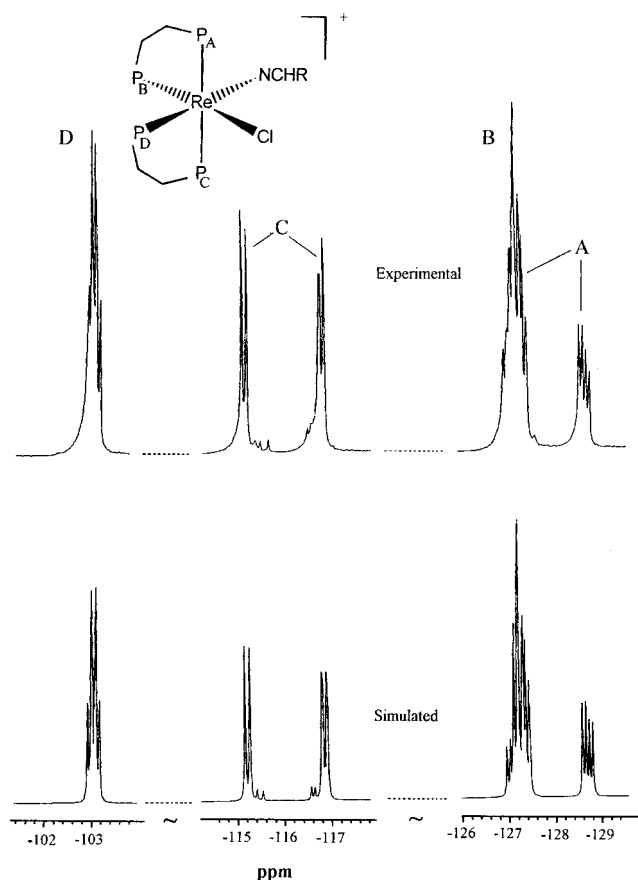 +
P_A
P_B NCHR
Re
P_D Cl
P_C
D B
C A
Experimental
Simulated
-102 -103 ~ -115 -116 -117 ~ -126 -127 -128 -129
ppm